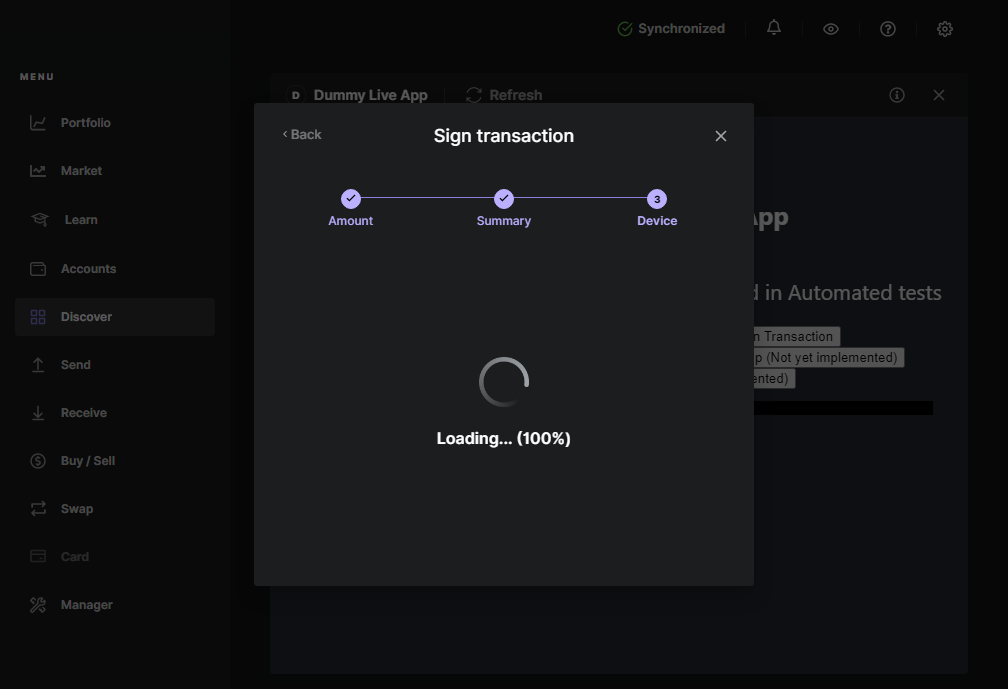 Synchronized
MENU
D Dummy Live App Refresh
Portfolio
Market
Learn
Accounts
Discover
Send
Receive
Buy / Sell
Swap
Card
Manager
Back
Sign transaction
Amount
Summary
3
Device
Loading... (100%)
App
in Automated tests
Transaction
(Not yet implemented)